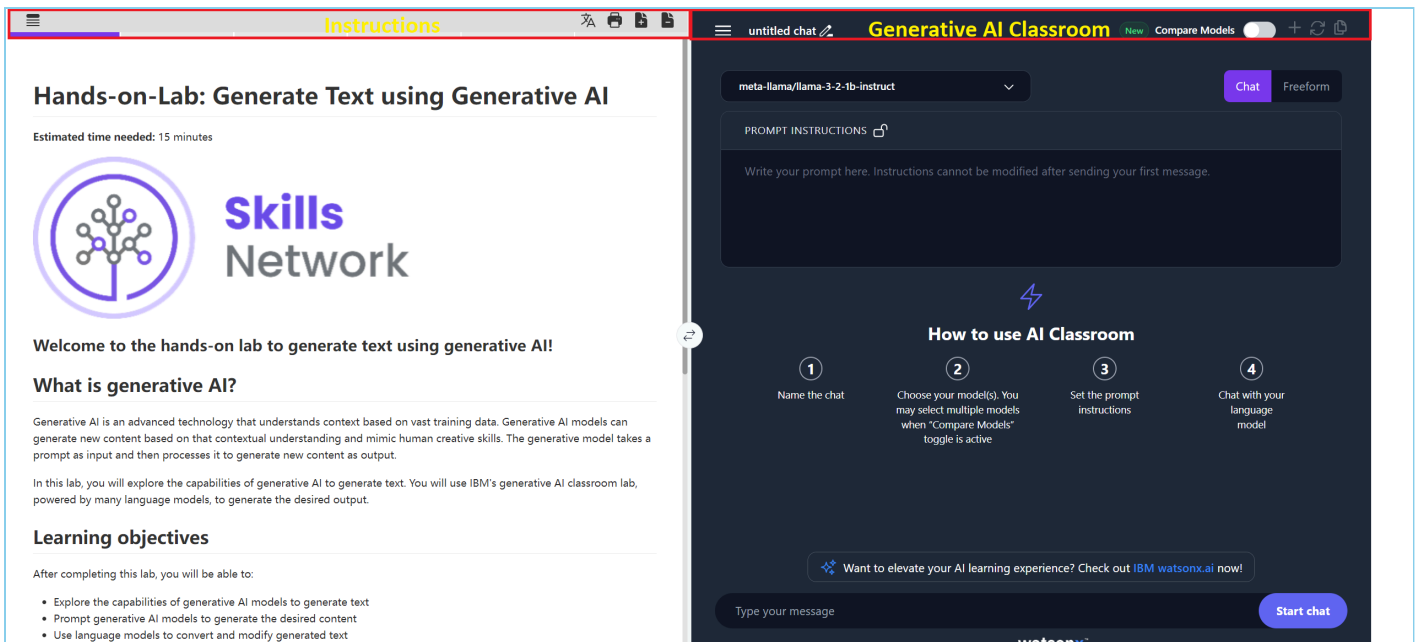 Instructions
Hands-on-Lab: Generate Text using Generative AI
Estimated time needed: 15 minutes
Skills
Network
Welcome to the hands-on lab to generate text using generative AI!
What is generative AI?
Generative AI is an advanced technology that understands context based on vast training data. Generative AI models can
generate new content based on that contextual understanding and mimic human creative skills. The generative model takes a
prompt as input and then processes it to generate new content as output.
In this lab, you will explore the capabilities of generative AI to generate text. You will use IBM's generative AI classroom lab,
powered by many language models, to generate the desired output.
Learning objectives
After completing this lab, you will be able to:
• Explore the capabilities of generative AI models to generate text
• Prompt generative AI models to generate the desired content
• Use language models to convert and modify generated text
untitled chat Generative AI Classroom New Compare Models
meta-llama/llama-3-2-1b-instruct
Chat Freeform
PROMPT INSTRUCTIONS
Write your prompt here. Instructions cannot be modified after sending your first message.
How to use AI Classroom
1
Name the chat
2
Choose your model(s). You
may select multiple models
when "Compare Models"
toggle is active
3
Set the prompt
instructions
4
Chat with your
language
model
Want to elevate your AI learning experience? Check out IBM watsonx.ai now!
Type your message
Start chat
watsonx